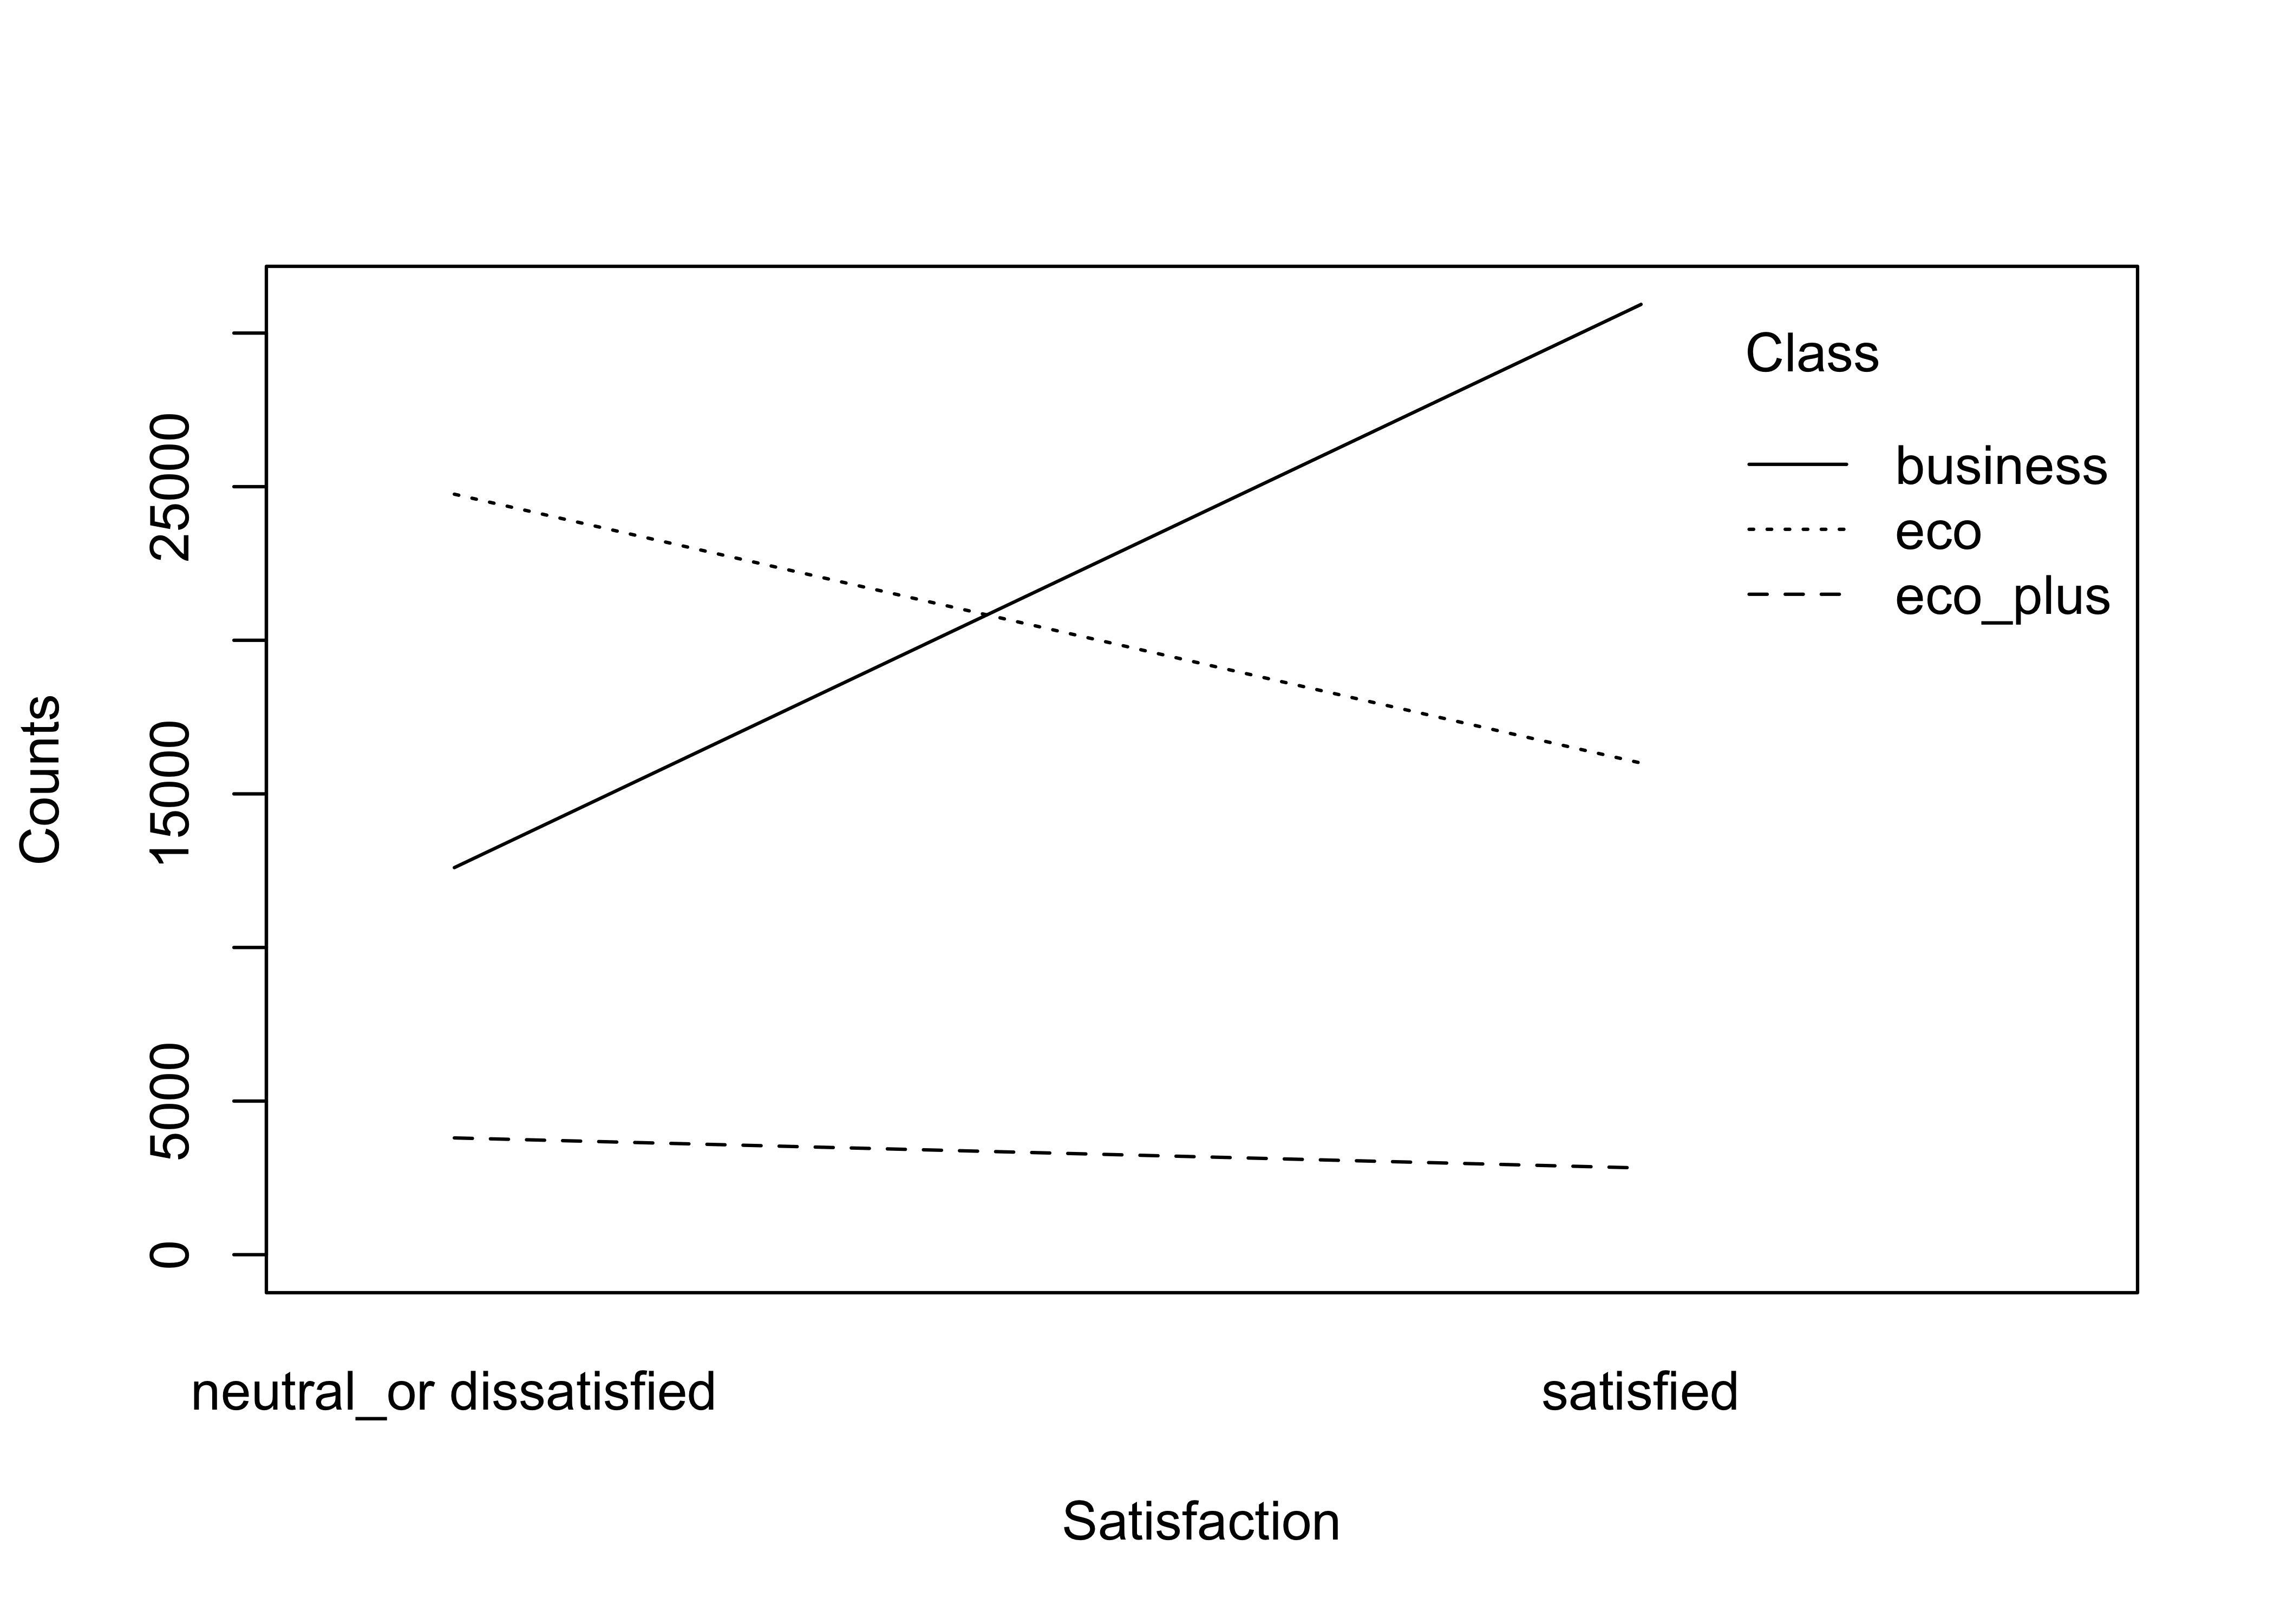 Class
business
eco
eco_plus
Counts
25000
15000
5000
0
neutral_or dissatisfied
satisfied
Satisfaction